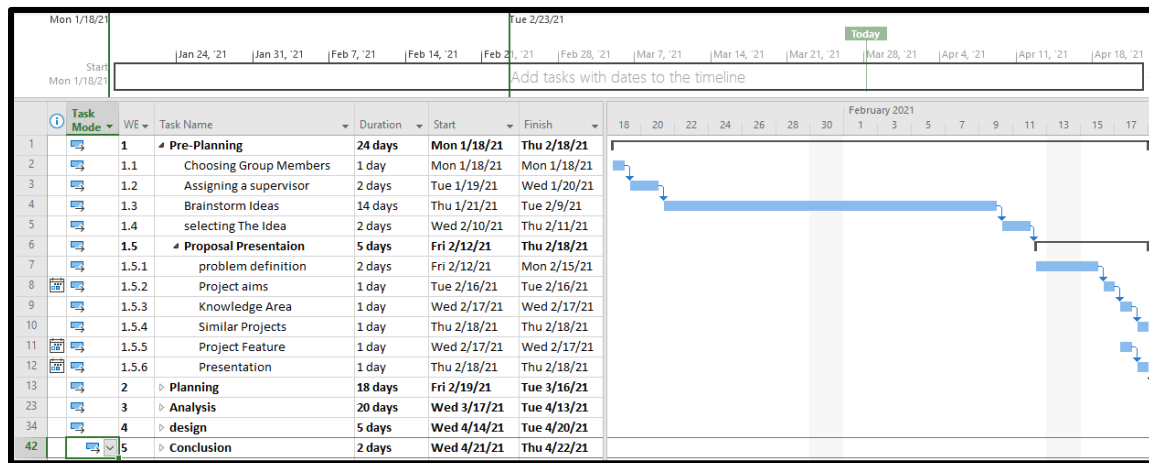 Mon 1/18/21 Tue 2/23/21
Today
Jan 24, '21 Jan 31, '21 Feb 7, '21 Feb 14, '21 Feb 21, '21 Feb 28, '21 Mar 7, '21 Mar 14, '21 Mar 21, '21 Mar 28, '21 Apr 4, '21 Apr 11, '21 Apr 18, '21
Start
Mon 1/18/21
Add tasks with dates to the timeline
Task Mode WE Task Name Duration Start Finish
February 2021
18 20 22 24 26 28 30 1 3 5 7 9 11 13 15 17
1 1 Pre-Planning 24 days Mon 1/18/21 Thu 2/18/21
2 1.1 Choosing Group Members 1 day Mon 1/18/21 Mon 1/18/21
3 1.2 Assigning a supervisor 2 days Tue 1/19/21 Wed 1/20/21
4 1.3 Brainstorm Ideas 14 days Thu 1/21/21 Tue 2/9/21
5 1.4 selecting The Idea 2 days Wed 2/10/21 Thu 2/11/21
6 1.5 Proposal Presentaion 5 days Fri 2/12/21 Thu 2/18/21
7 1.5.1 problem definition 2 days Fri 2/12/21 Mon 2/15/21
8 1.5.2 Project aims 1 day Tue 2/16/21 Tue 2/16/21
9 1.5.3 Knowledge Area 1 day Wed 2/17/21 Wed 2/17/21
10 1.5.4 Similar Projects 1 day Thu 2/18/21 Thu 2/18/21
11 1.5.5 Project Feature 1 day Wed 2/17/21 Wed 2/17/21
12 1.5.6 Presentation 1 day Thu 2/18/21 Thu 2/18/21
13 2 Planning 18 days Fri 2/19/21 Tue 3/16/21
23 3 Analysis 20 days Wed 3/17/21 Tue 4/13/21
34 4 design 5 days Wed 4/14/21 Tue 4/20/21
42 5 Conclusion 2 days Wed 4/21/21 Thu 4/22/21